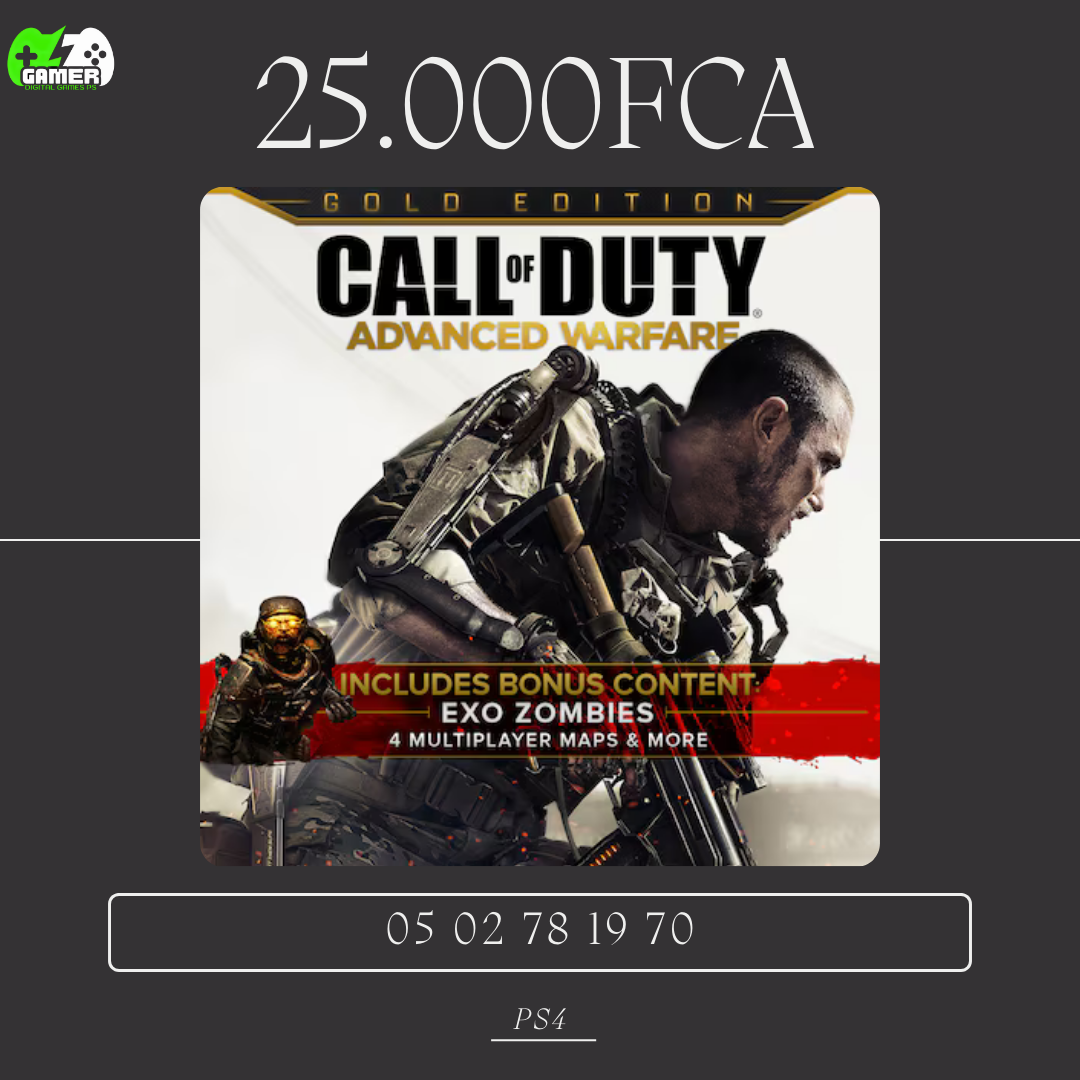 GAMER
DIGITAL GAMES PS
25.000FCA
GOLD EDITION
CALL OF DUTY®
ADVANCED WARFARE
INCLUDES BONUS CONTENT:
EXO ZOMBIES
4 MULTIPLAYER MAPS & MORE
05 02 78 19 70
PS4